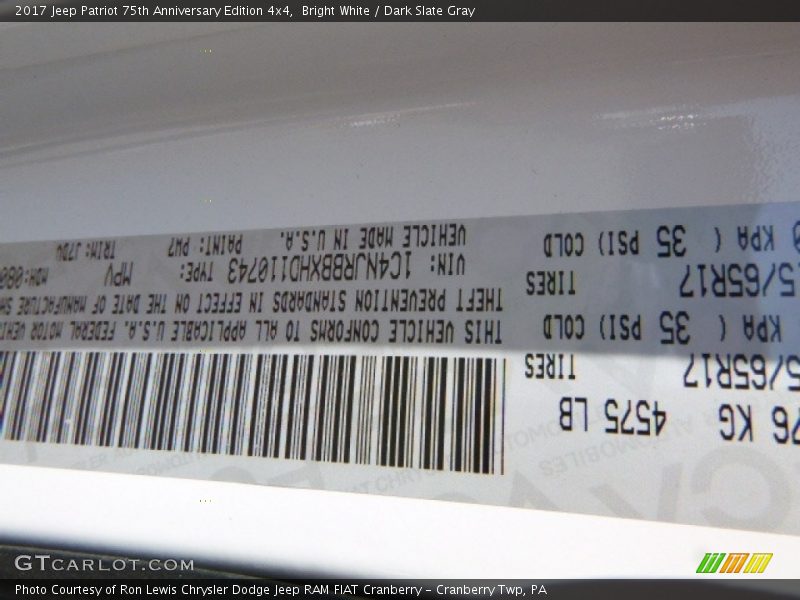 2017 Jeep Patriot 75th Anniversary Edition 4x4, Bright White / Dark Slate Gray
4575 LB
KG
TIRES
5/65R17
KPA ( 35 PSI) COLD
TIRES
5/65R17
KPA ( 35 PSI) COLD
THIS VEHICLE CONFORMS TO ALL APPLICABLE U.S.A. FEDERAL MOTOR
THEFT PREVENTION STANDARDS IN EFFECT ON THE DATE OF MANUFACTURE
VIN: 1C4NJRBBXHD110743 TYPE: MPV MDH:
VEHICLE MADE IN U.S.A. PAINT: PW7 TRIM:
GTCARLOT.COM
Photo Courtesy of Ron Lewis Chrysler Dodge Jeep RAM FIAT Cranberry – Cranberry Twp, PA